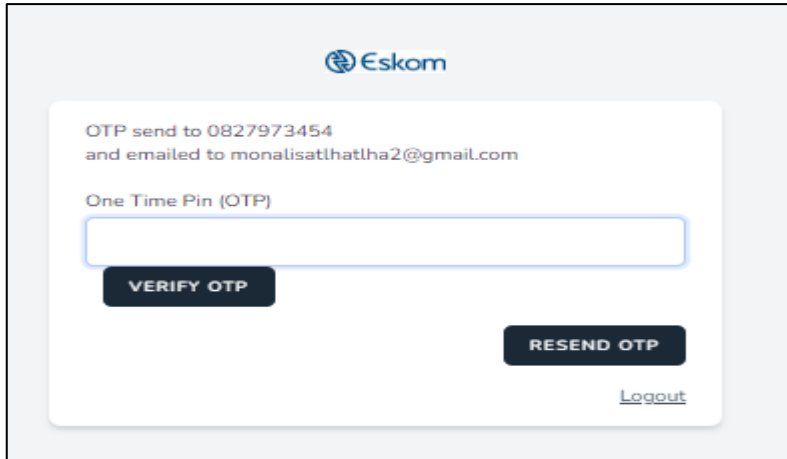 Eskom
OTP send to 0827973454
and emailed to monalisatlhatlha2@gmail.com
One Time Pin (OTP)
VERIFY OTP
RESEND OTP
Logout